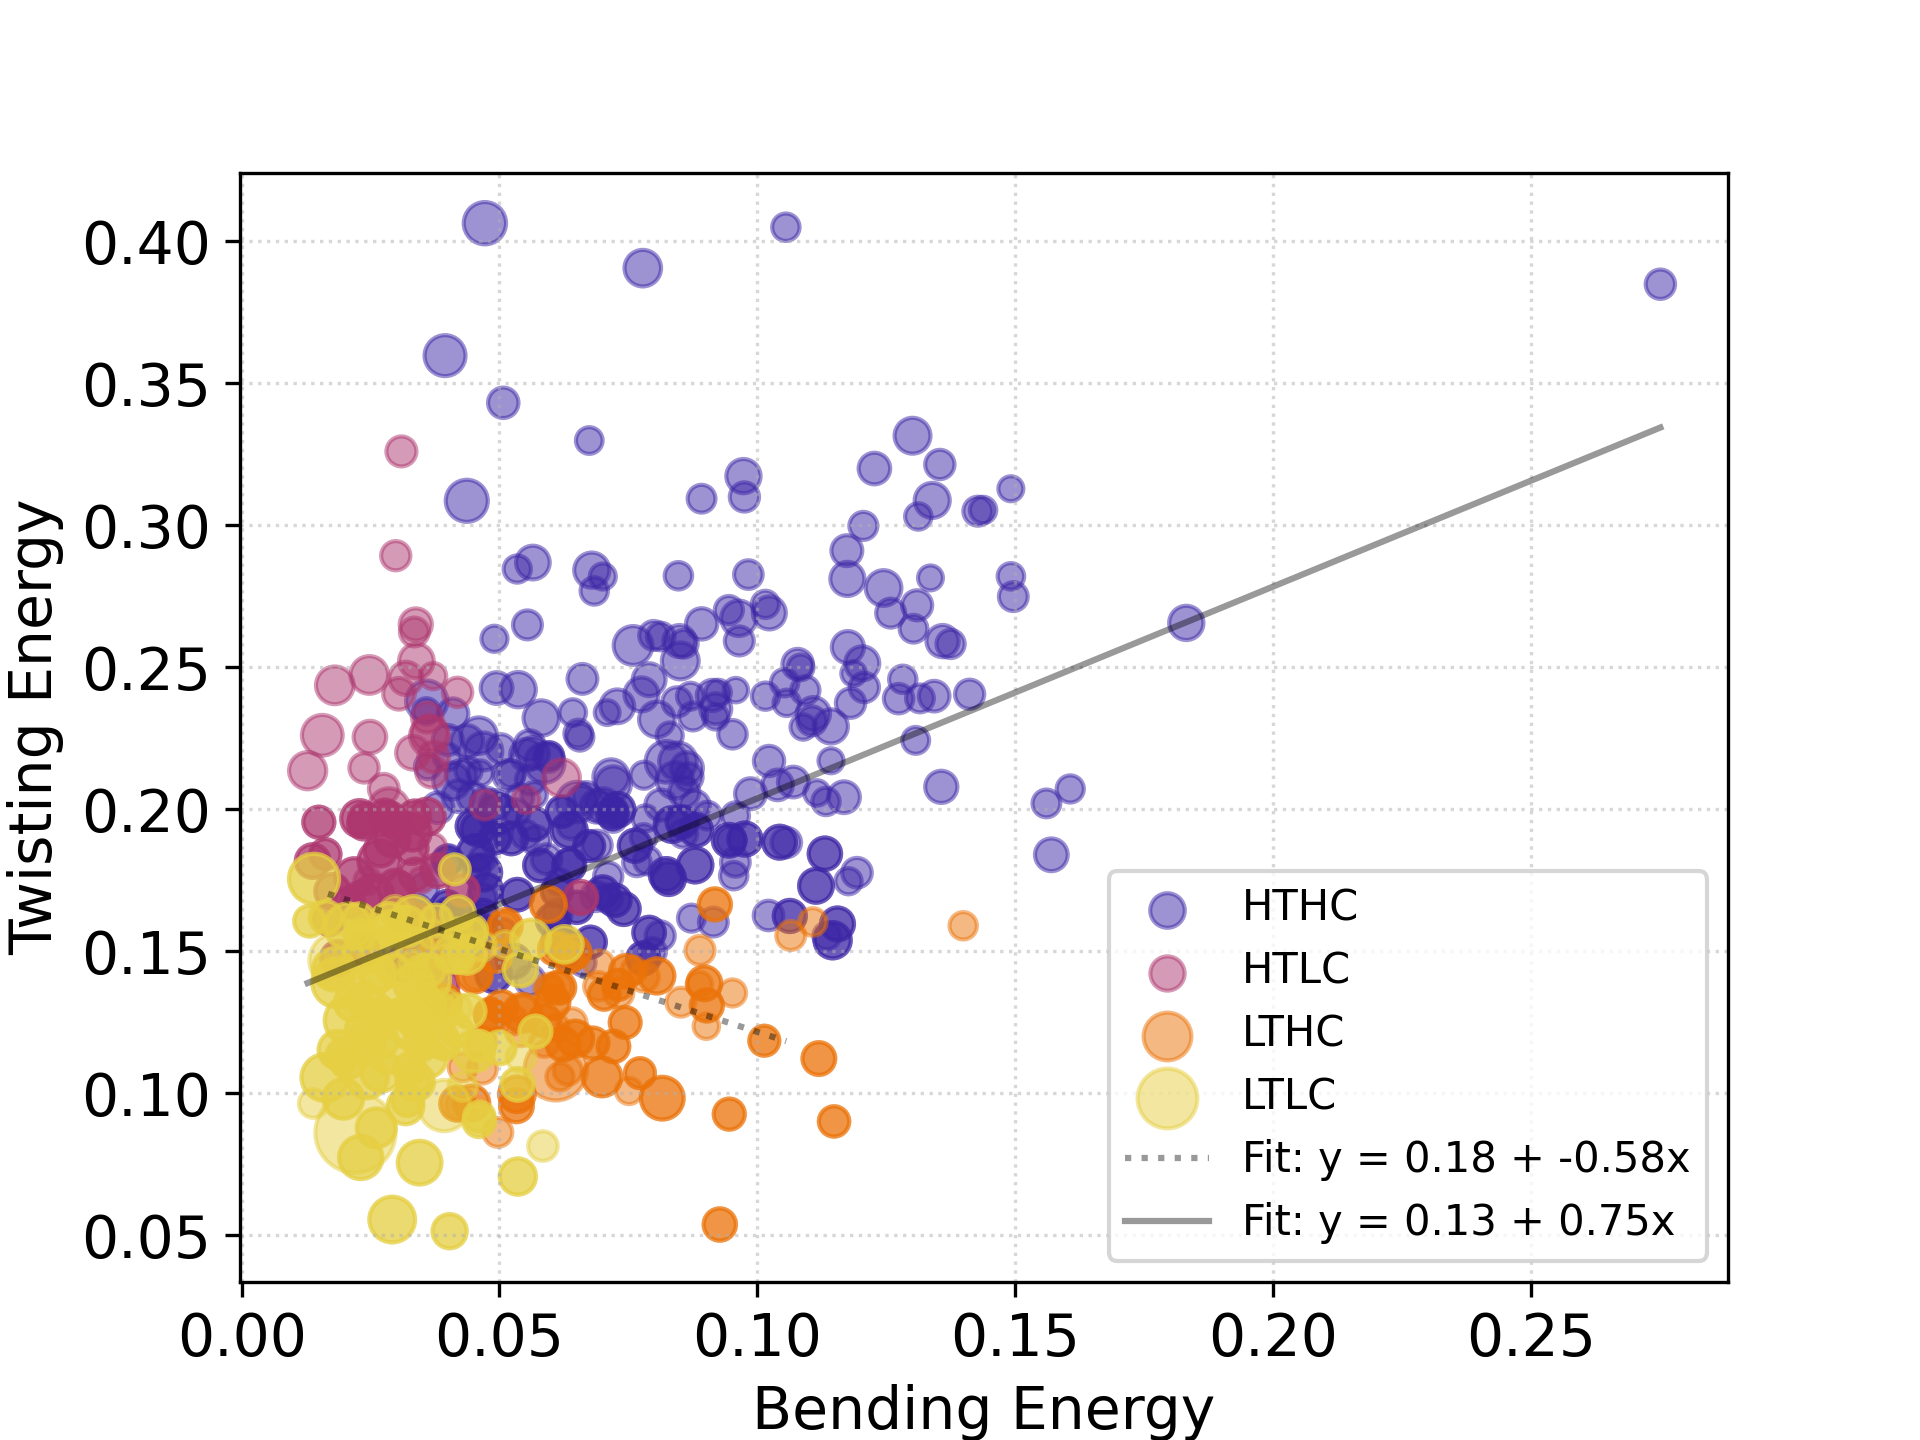 0.40
0.35
0.30
0.25
0.20
0.15
0.10
0.05
Twisting Energy
HTHC
HTLC
LTHC
LTLC
Fit: y = 0.18 + -0.58x
Fit: y = 0.13 + 0.75x
0.00 0.05 0.10 0.15 0.20 0.25
Bending Energy